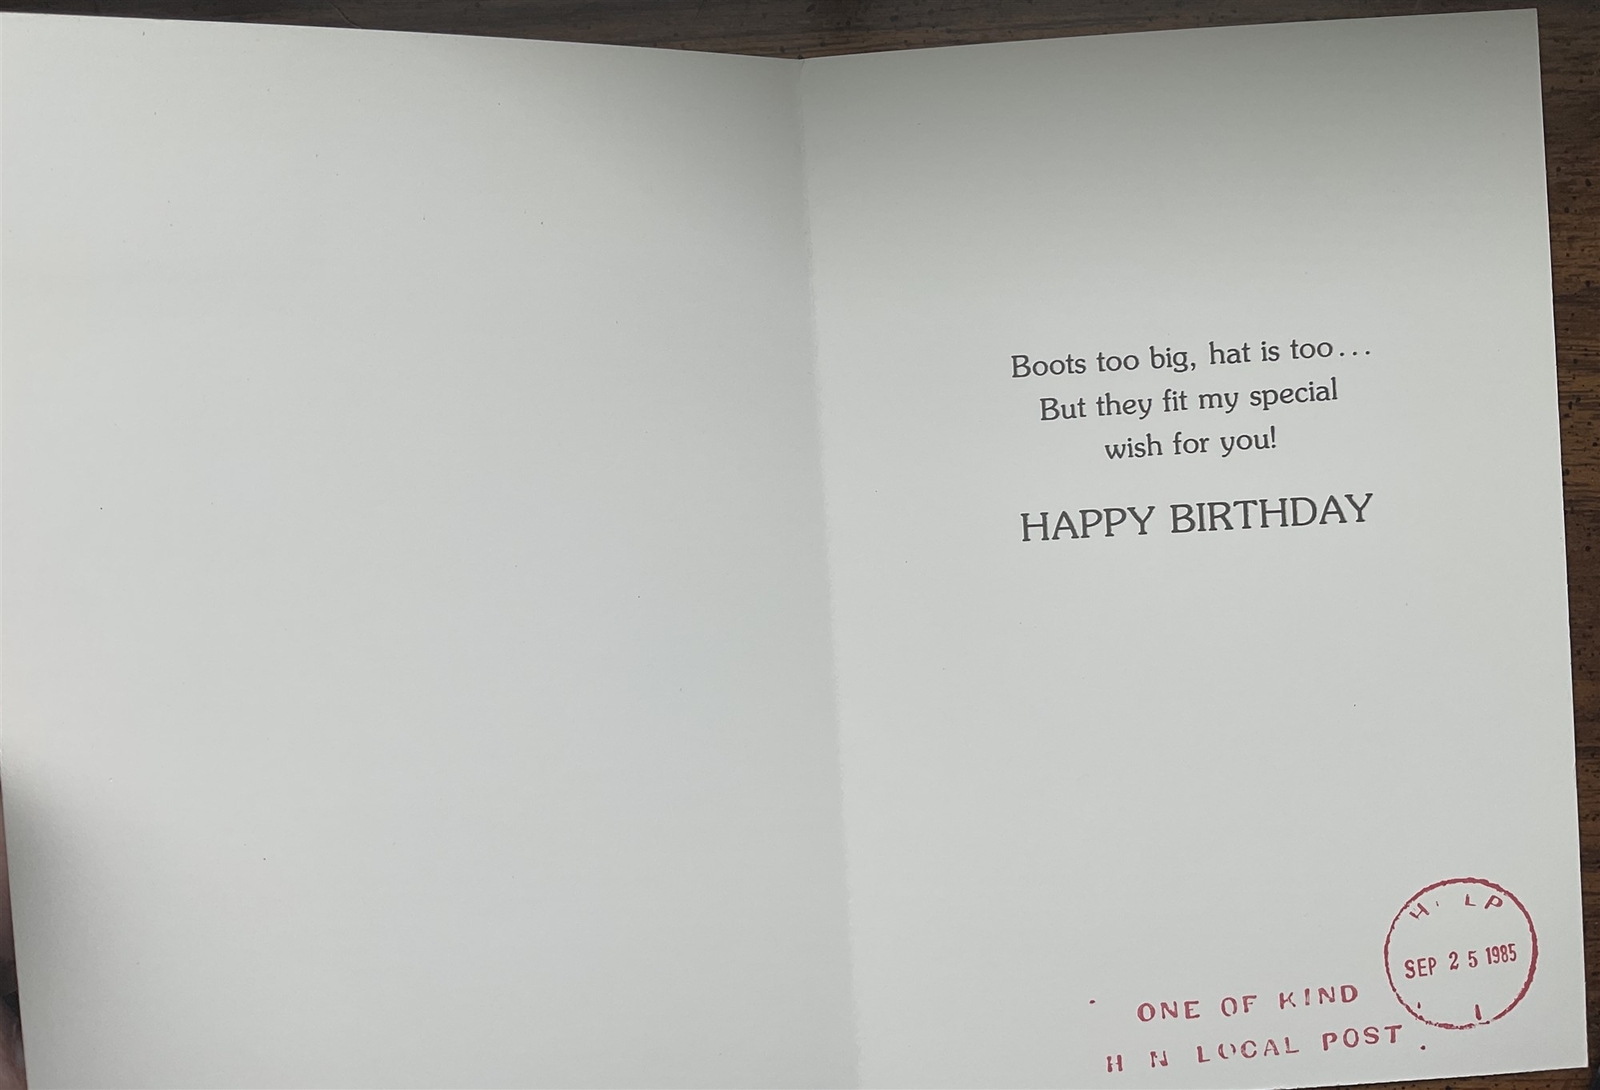 Boots too big, hat is too...
But they fit my special
wish for you!
HAPPY BIRTHDAY
SEP 25 1985
ONE OF KIND
H N LOCAL POST